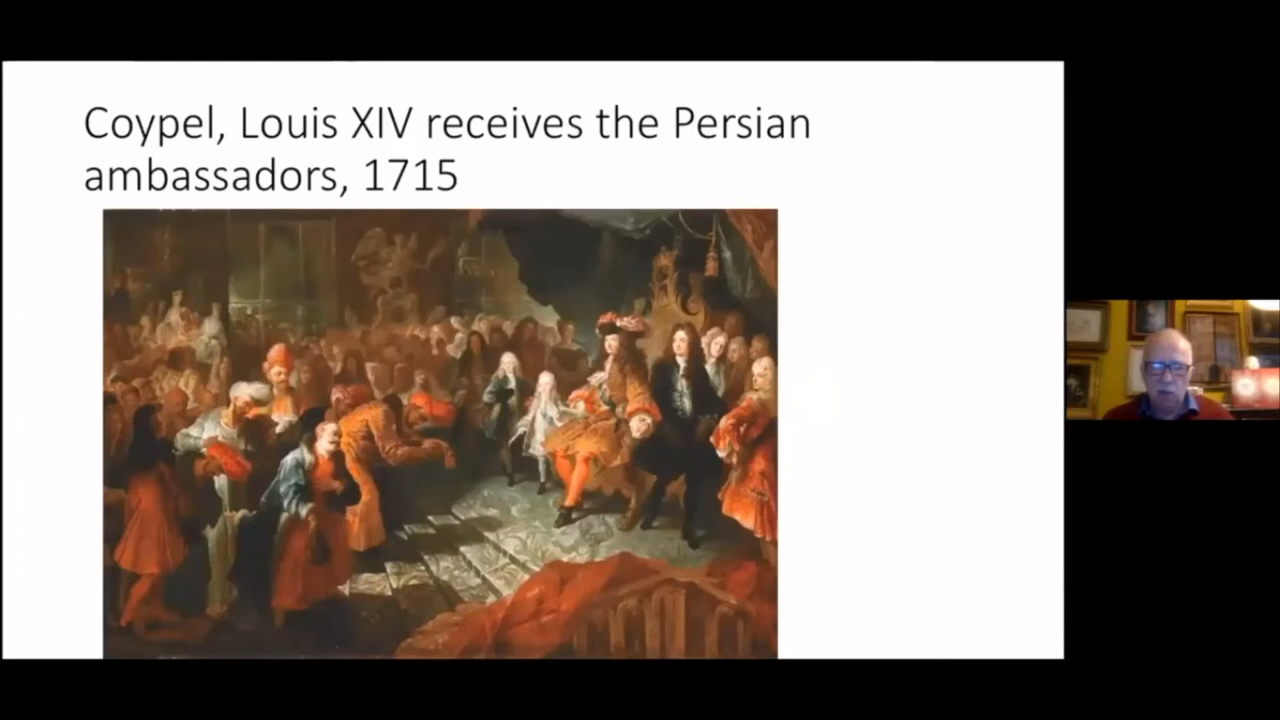 Coypel, Louis XIV receives the Persian
ambassadors, 1715